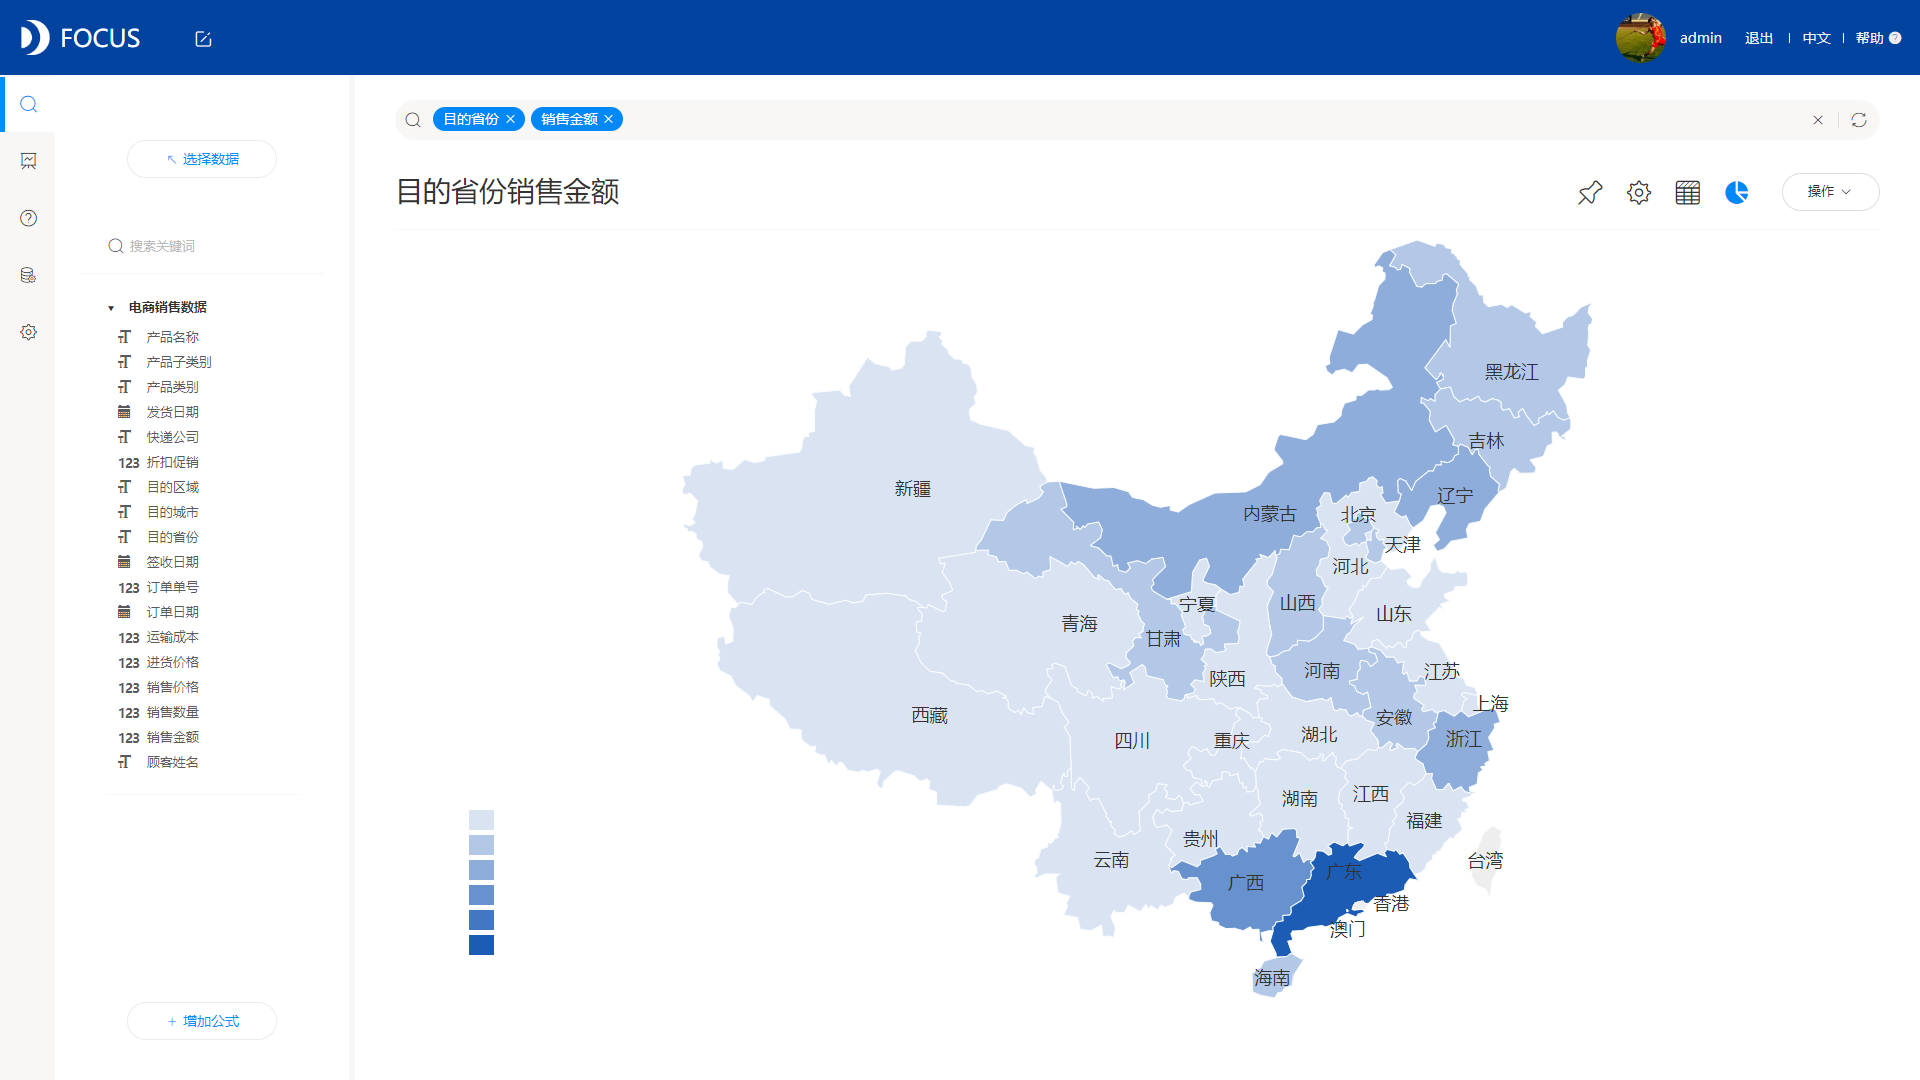 FOCUS
admin 退出 中文 帮助 ?
目的省份 × 销售金额 ×
选择数据
目的省份销售金额
操作
搜索关键词
电商销售数据
T 产品名称
T 产品子类别
T 产品类别
发货日期
T 快递公司
123 折扣促销
T 目的区域
T 目的城市
T 目的省份
签收日期
123 订单单号
订单日期
123 运输成本
123 进货价格
123 销售价格
123 销售数量
123 销售金额
T 顾客姓名
+ 增加公式
黑龙江
吉林
新疆
辽宁
内蒙古
北京
天津
河北
宁夏
山西
山东
青海
甘肃
河南
江苏
陕西
上海
西藏
安徽
四川
重庆
湖北
浙江
湖南
江西
福建
贵州
云南
台湾
广东
广西
香港
澳门
海南